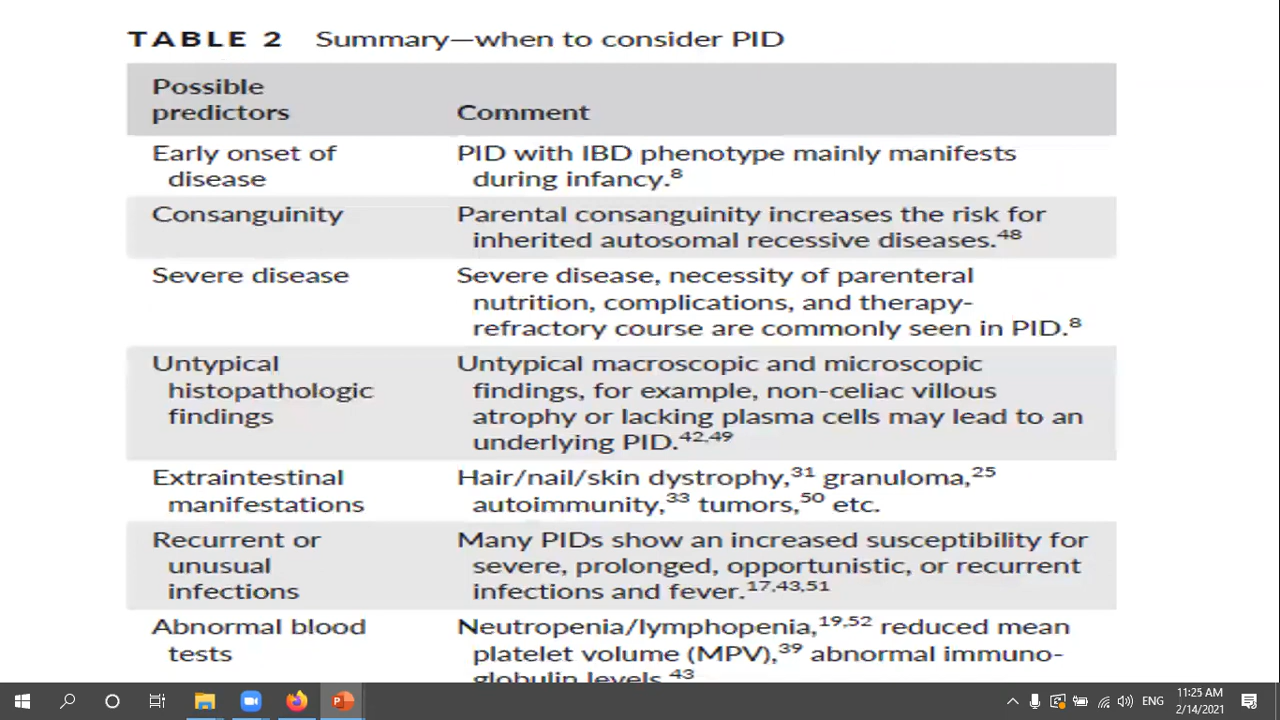 TABLE 2 Summary—when to consider PID
Possible
predictors
Comment
Early onset of
disease
PID with IBD phenotype mainly manifests
during infancy.8
Consanguinity
Parental consanguinity increases the risk for
inherited autosomal recessive diseases.48
Severe disease
Severe disease, necessity of parenteral
nutrition, complications, and therapy-
refractory course are commonly seen in PID.8
Untypical
histopathologic
findings
Untypical macroscopic and microscopic
findings, for example, non-celiac villous
atrophy or lacking plasma cells may lead to an
underlying PID.42,49
Extraintestinal
manifestations
Hair/nail/skin dystrophy,31 granuloma,25
autoimmunity,33 tumors,50 etc.
Recurrent or
unusual
infections
Many PIDs show an increased susceptibility for
severe, prolonged, opportunistic, or recurrent
infections and fever.17,43,51
Abnormal blood
tests
Neutropenia/lymphopenia,19,52 reduced mean
platelet volume (MPV),39 abnormal immuno-
globulin levels.43
ENG
11:25 AM
2/14/2021